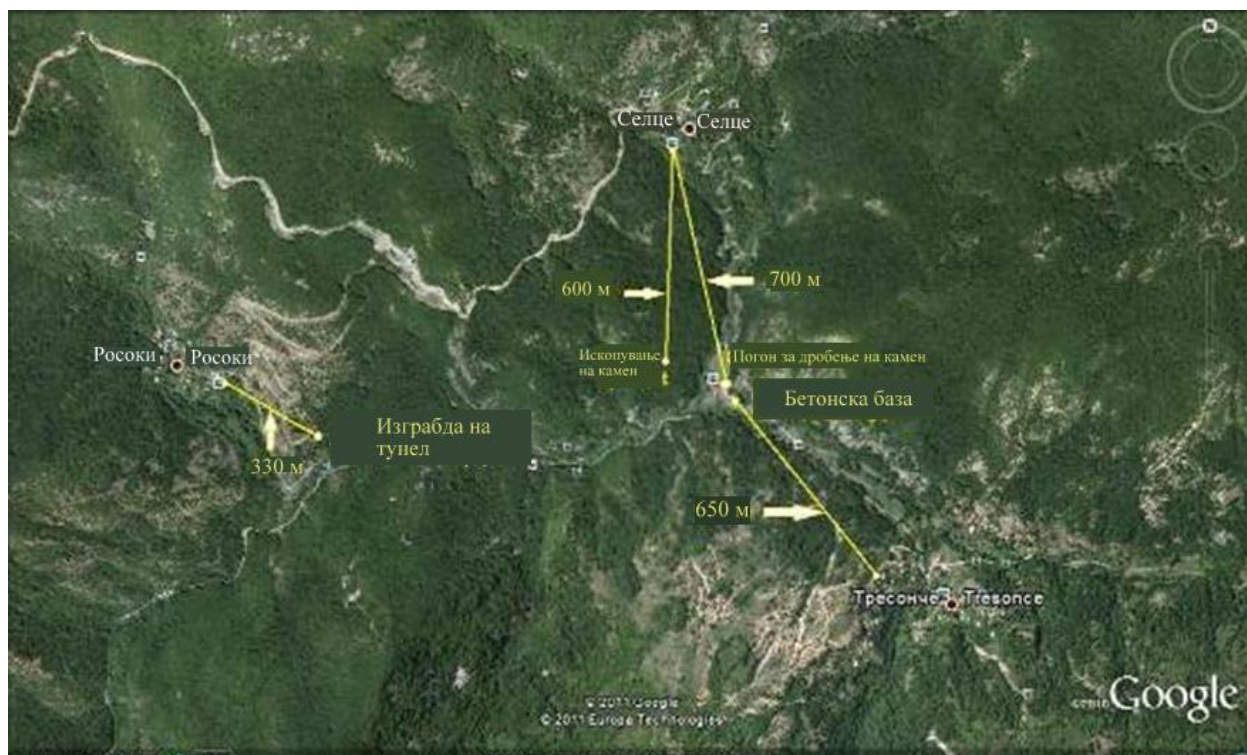 Селце Селце
600 м
700 м
Росоки Росоки
Ископување
на камен
Погон за дробење на камен
Бетонска база
Изграбда на
тунел
330 м
650 м
Тресонче Tresonce
© 2011 Google
© 2011 Europa Technologies
Google
N